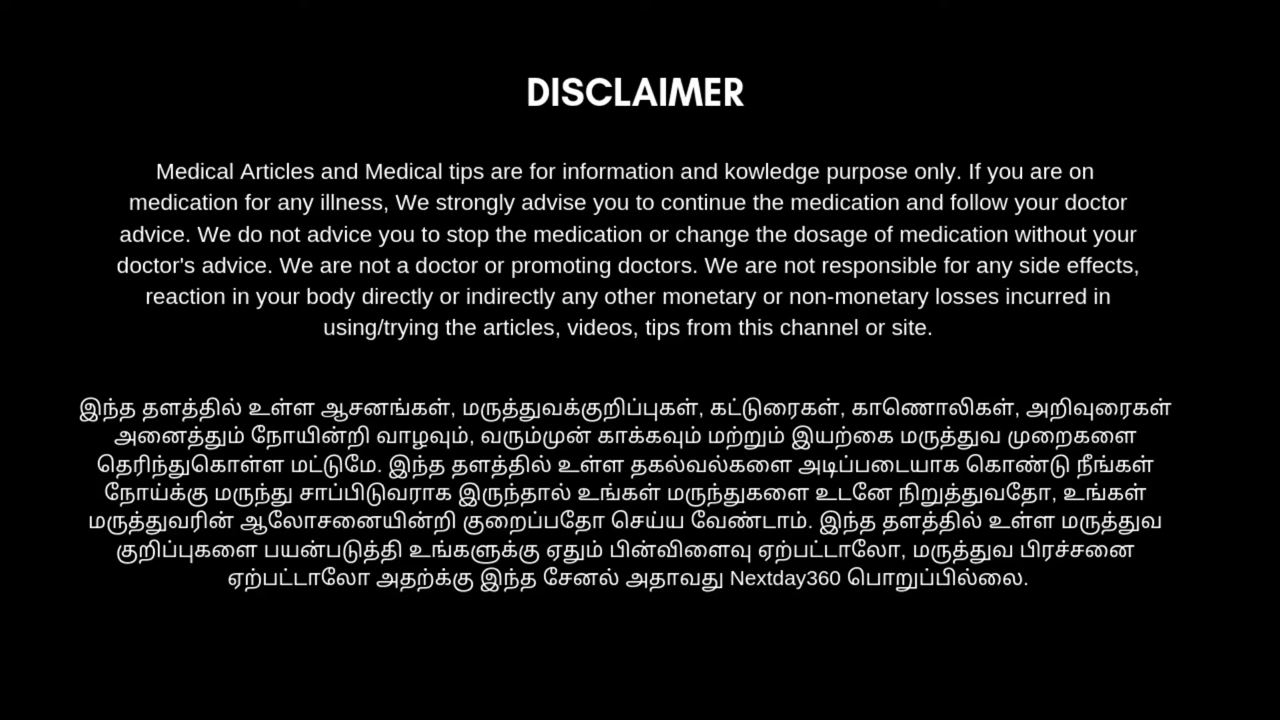 DISCLAIMER
Medical Articles and Medical tips are for information and kowledge purpose only. If you are on
medication for any illness, We strongly advise you to continue the medication and follow your doctor
advice. We do not advice you to stop the medication or change the dosage of medication without your
doctor's advice. We are not a doctor or promoting doctors. We are not responsible for any side effects,
reaction in your body directly or indirectly any other monetary or non-monetary losses incurred in
using/trying the articles, videos, tips from this channel or site.
இந்த தளத்தில் உள்ள ஆசனங்கள், மருத்துவக்குறிப்புகள், கட்டுரைகள், காணொலிகள், அறிவுரைகள்
அனைத்தும் நோயின்றி வாழவும், வரும்முன் காக்கவும் மற்றும் இயற்கை மருத்துவ முறைகளை
தெரிந்துகொள்ள மட்டுமே. இந்த தளத்தில் உள்ள தகல்வல்களை அடிப்படையாக கொண்டு நீங்கள்
நோய்க்கு மருந்து சாப்பிடுவராக இருந்தால் உங்கள் மருந்துகளை உடனே நிறுத்துவதோ, உங்கள்
மருத்துவரின் ஆலோசனையின்றி குறைப்பதோ செய்ய வேண்டாம். இந்த தளத்தில் உள்ள மருத்துவ
குறிப்புகளை பயன்படுத்தி உங்களுக்கு ஏதும் பின்விளைவு ஏற்பட்டாலோ, மருத்துவ பிரச்சனை
ஏற்பட்டாலோ அதற்க்கு இந்த சேனல் அதாவது Nextday360 பொறுப்பில்லை.